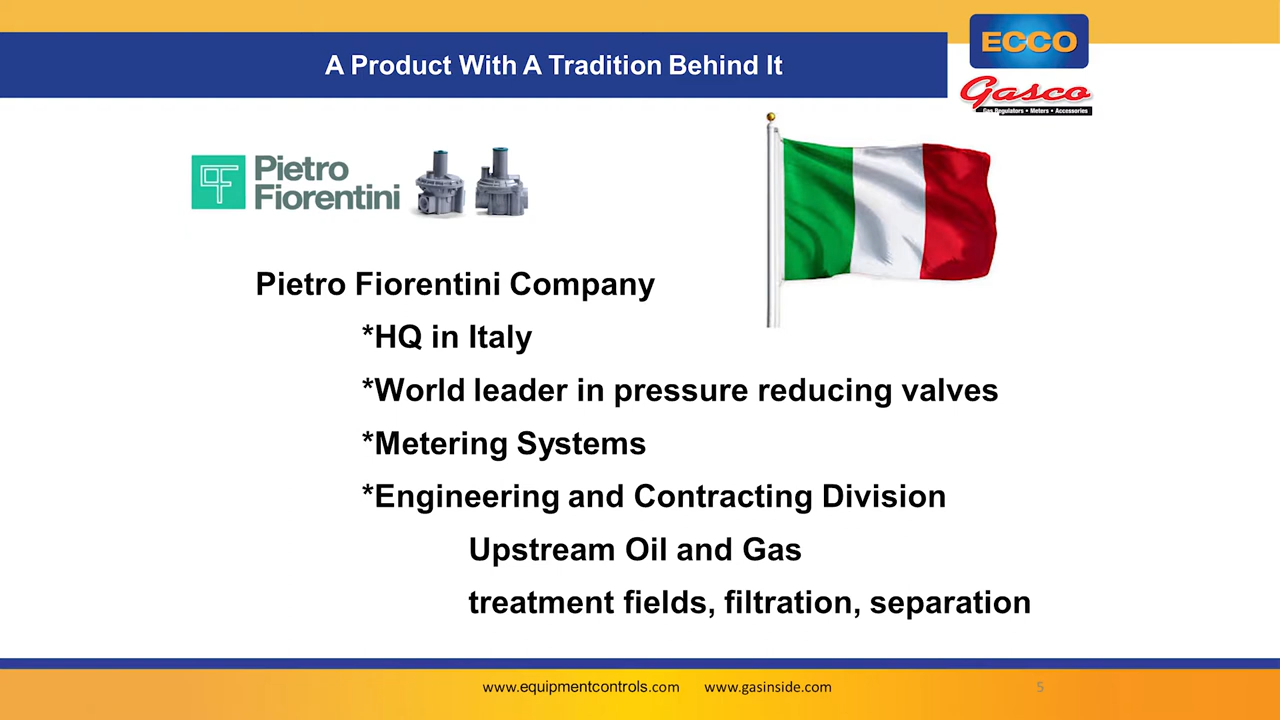 A Product With A Tradition Behind It
ECCO
Gasco
Gas Regulators • Meters • Accessories
Pietro
Fiorentini
Pietro Fiorentini Company
*HQ in Italy
*World leader in pressure reducing valves
*Metering Systems
*Engineering and Contracting Division
Upstream Oil and Gas
treatment fields, filtration, separation
www.equipmentcontrols.com www.gasinside.com
5